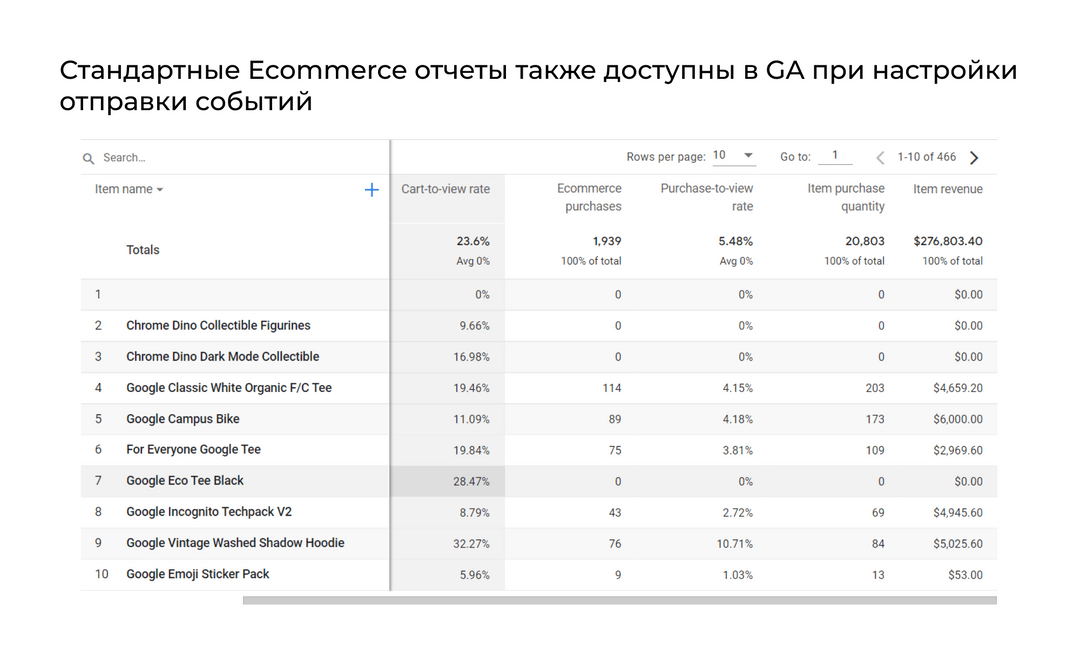 Стандартные Ecommerce отчеты также доступны в GA при настройки
отправки событий
Search...
Rows per page: 10 Go to: 1 1-10 of 466
Item name + Cart-to-view rate Ecommerce purchases Purchase-to-view rate Item purchase quantity Item revenue
Totals 23.6% 1,939 5.48% 20,803 $276,803.40
Avg 0% 100% of total Avg 0% 100% of total 100% of total
1 0% 0 0% 0 $0.00
2 Chrome Dino Collectible Figurines 9.66% 0 0% 0 $0.00
3 Chrome Dino Dark Mode Collectible 16.98% 0 0% 0 $0.00
4 Google Classic White Organic F/C Tee 19.46% 114 4.15% 203 $4,659.20
5 Google Campus Bike 11.09% 89 4.18% 173 $6,000.00
6 For Everyone Google Tee 19.84% 75 3.81% 109 $2,969.60
7 Google Eco Tee Black 28.47% 0 0% 0 $0.00
8 Google Incognito Techpack V2 8.79% 43 2.72% 69 $4,945.60
9 Google Vintage Washed Shadow Hoodie 32.27% 76 10.71% 84 $5,025.60
10 Google Emoji Sticker Pack 5.96% 9 1.03% 13 $53.00